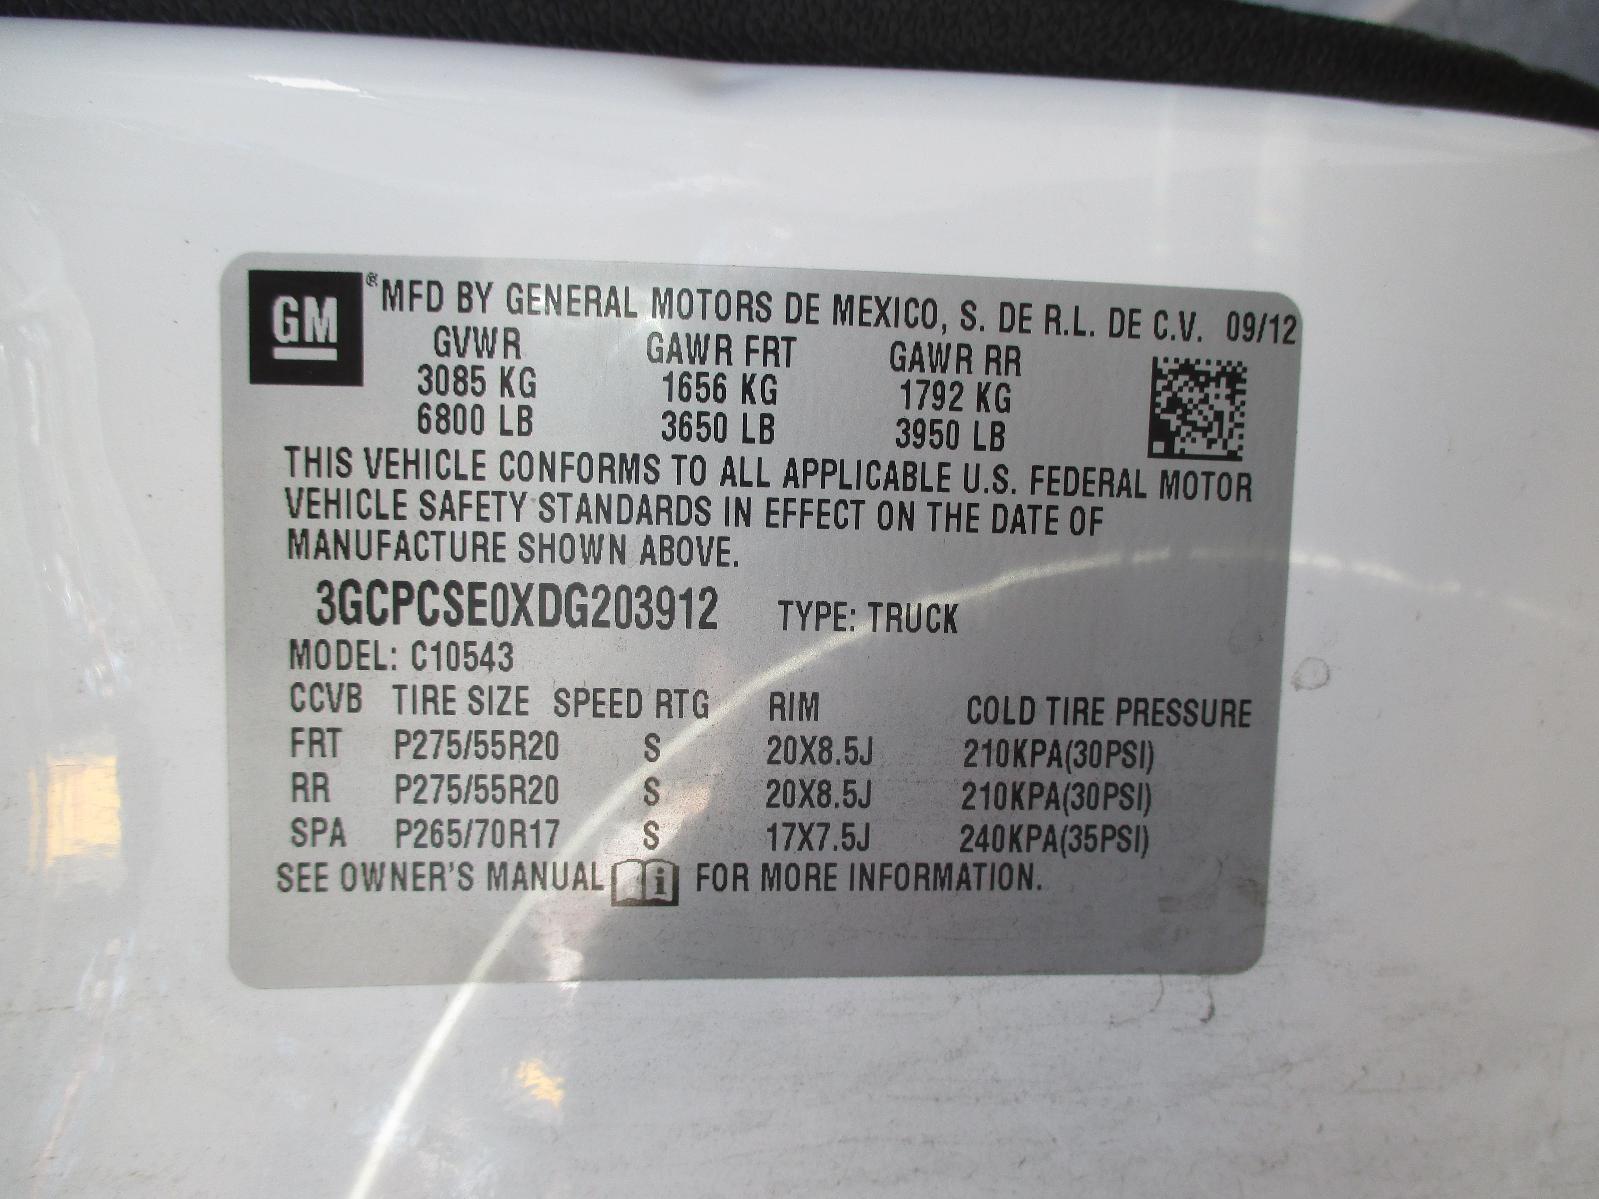 GM ® MFD BY GENERAL MOTORS DE MEXICO, S. DE R.L. DE C.V. 09/12
GVWR GAWR FRT GAWR RR
3085 KG 1656 KG 1792 KG
6800 LB 3650 LB 3950 LB
THIS VEHICLE CONFORMS TO ALL APPLICABLE U.S. FEDERAL MOTOR
VEHICLE SAFETY STANDARDS IN EFFECT ON THE DATE OF
MANUFACTURE SHOWN ABOVE.
3GCPCSE0XDG203912 TYPE: TRUCK
MODEL: C10543
CCVB TIRE SIZE SPEED RTG RIM COLD TIRE PRESSURE
FRT P275/55R20 S 20X8.5J 210KPA(30PSI)
RR P275/55R20 S 20X8.5J 210KPA(30PSI)
SPA P265/70R17 S 17X7.5J 240KPA(35PSI)
SEE OWNER'S MANUAL i FOR MORE INFORMATION.